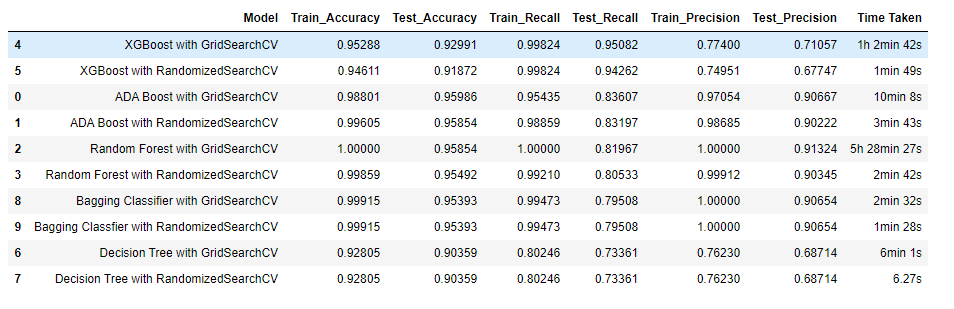 Model Train_Accuracy Test_Accuracy Train_Recall Test_Recall Train_Precision Test_Precision Time Taken
4 XGBoost with GridSearchCV 0.95288 0.92991 0.99824 0.95082 0.77400 0.71057 1h 2min 42s
5 XGBoost with RandomizedSearchCV 0.94611 0.91872 0.99824 0.94262 0.74951 0.67747 1min 49s
0 ADA Boost with GridSearchCV 0.98801 0.95986 0.95435 0.83607 0.97054 0.90667 10min 8s
1 ADA Boost with RandomizedSearchCV 0.99605 0.95854 0.98859 0.83197 0.98685 0.90222 3min 43s
2 Random Forest with GridSearchCV 1.00000 0.95854 1.00000 0.81967 1.00000 0.91324 5h 28min 27s
3 Random Forest with RandomizedSearchCV 0.99859 0.95492 0.99210 0.80533 0.99912 0.90345 2min 42s
8 Bagging Classifier with GridSearchCV 0.99915 0.95393 0.99473 0.79508 1.00000 0.90654 2min 32s
9 Bagging Classfier with RandomizedSearchCV 0.99915 0.95393 0.99473 0.79508 1.00000 0.90654 1min 28s
6 Decision Tree with GridSearchCV 0.92805 0.90359 0.80246 0.73361 0.76230 0.68714 6min 1s
7 Decision Tree with RandomizedSearchCV 0.92805 0.90359 0.80246 0.73361 0.76230 0.68714 6.27s